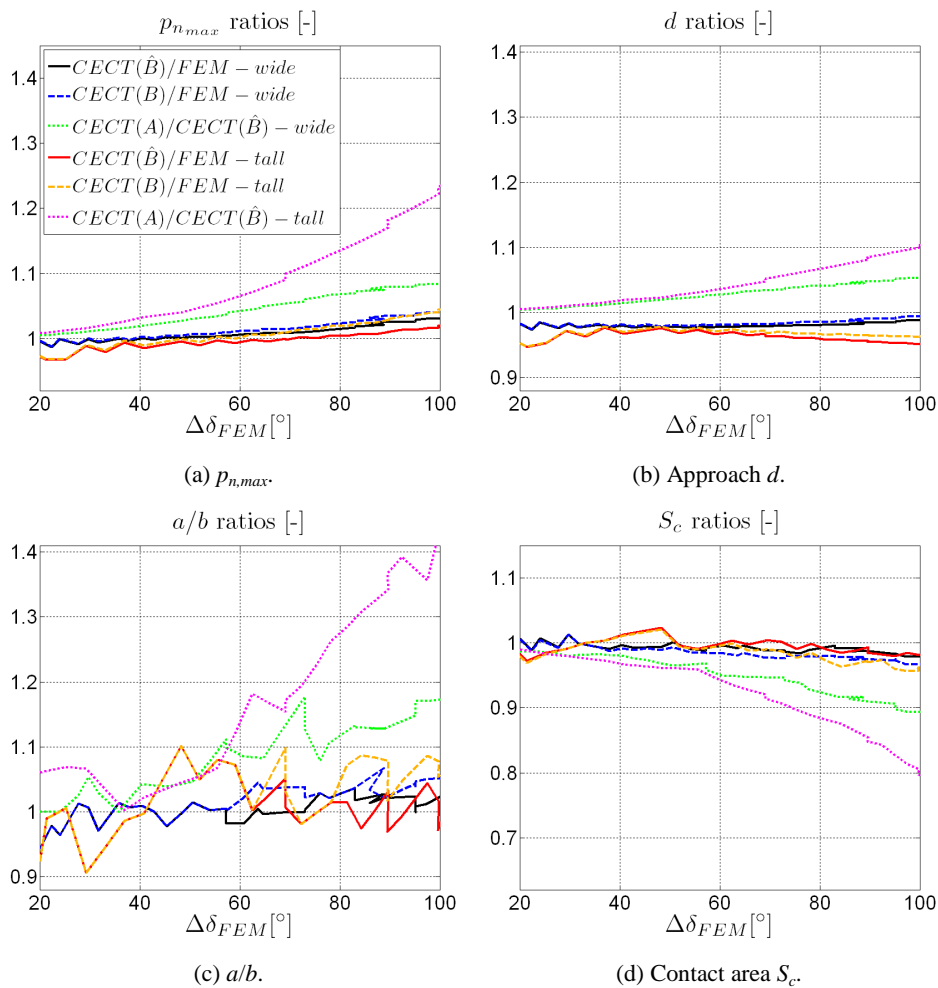 p_{n_{max}} ratios [-]
1.4
1.3
1.2
1.1
1
CECT(B̂)/FEM − wide
CECT(B)/FEM − wide
CECT(A)/CECT(B̂) − wide
CECT(B̂)/FEM − tall
CECT(B)/FEM − tall
CECT(A)/CECT(B̂) − tall
20 40 60 80 100
Δδ_{FEM}[°]
(a) p_{n,max}.
d ratios [-]
1.4
1.3
1.2
1.1
1
0.9
20 40 60 80 100
Δδ_{FEM}[°]
(b) Approach d.
a/b ratios [-]
1.4
1.3
1.2
1.1
1
0.9
20 40 60 80 100
Δδ_{FEM}[°]
(c) a/b.
S_c ratios [-]
1.1
1
0.9
0.8
0.7
20 40 60 80 100
Δδ_{FEM}[°]
(d) Contact area S_c.